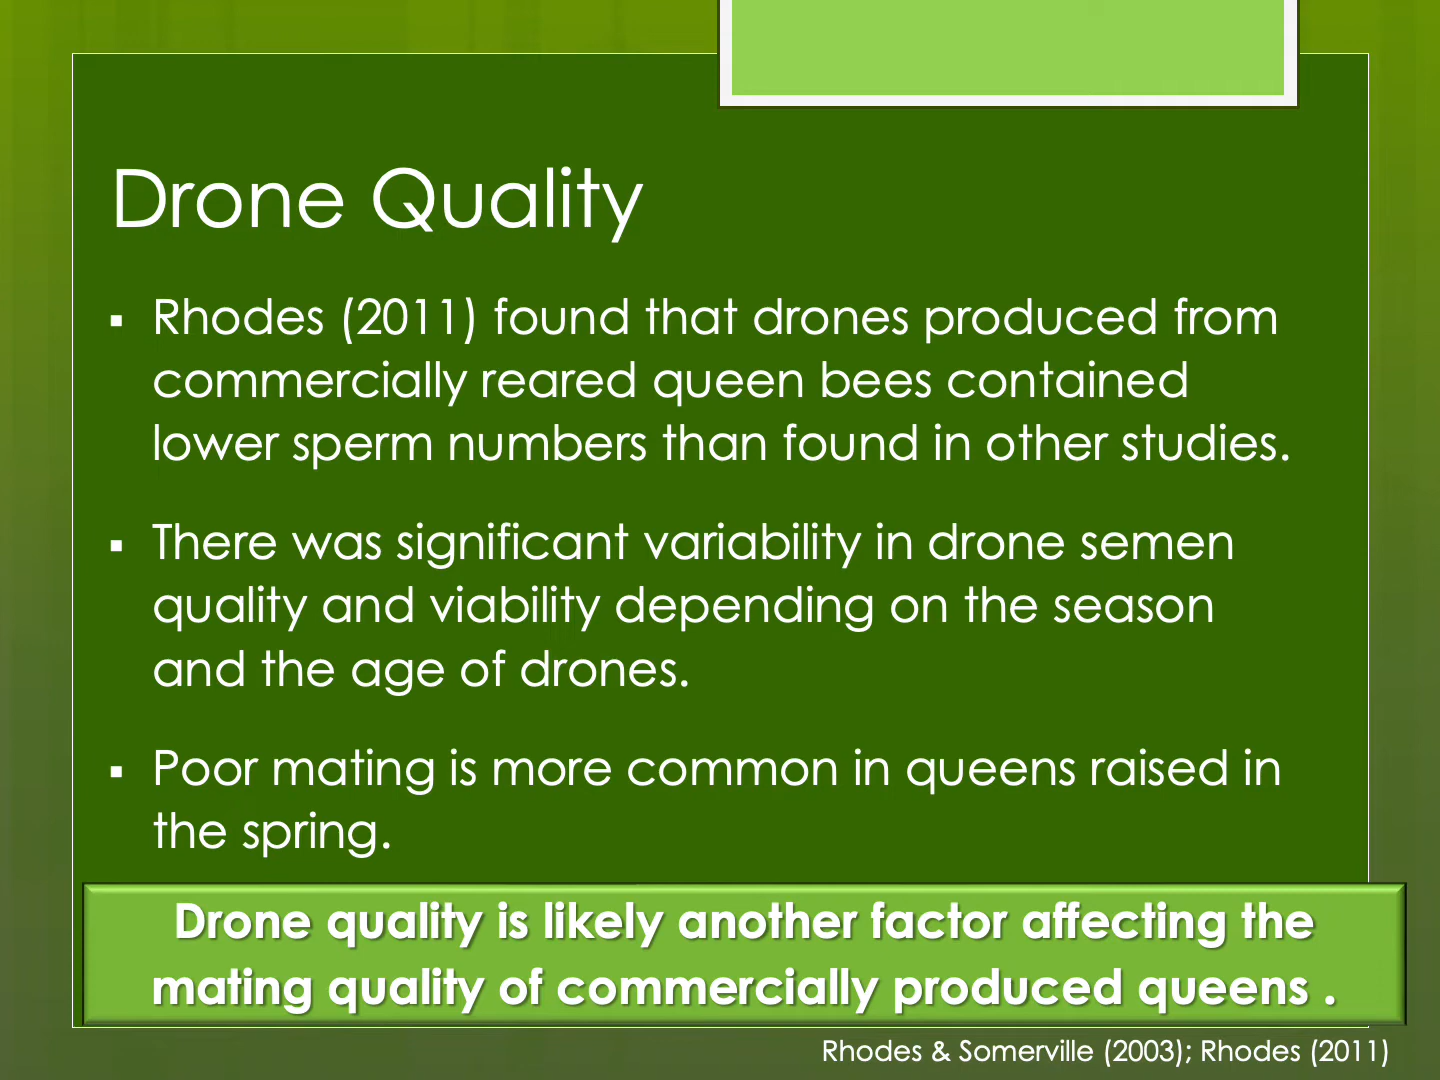 Drone Quality
▪ Rhodes (2011) found that drones produced from
commercially reared queen bees contained
lower sperm numbers than found in other studies.
▪ There was significant variability in drone semen
quality and viability depending on the season
and the age of drones.
▪ Poor mating is more common in queens raised in
the spring.
Drone quality is likely another factor affecting the
mating quality of commercially produced queens .
Rhodes & Somerville (2003); Rhodes (2011)